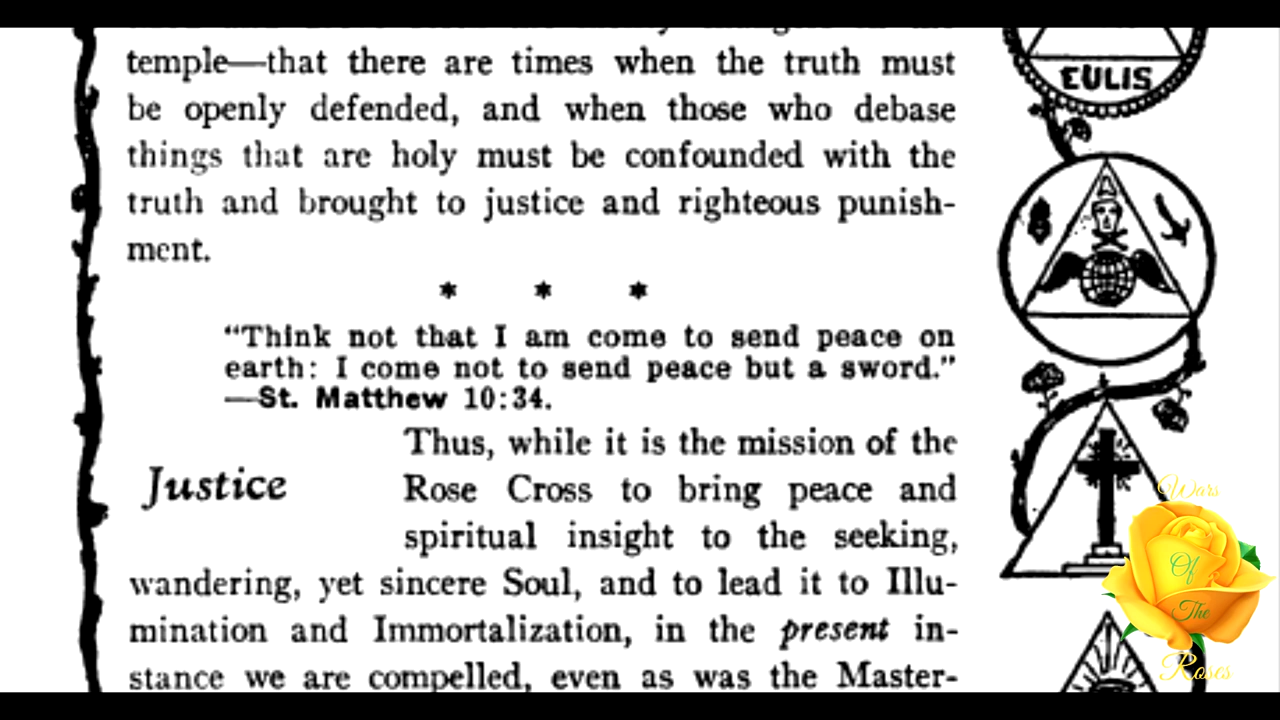 temple—that there are times when the truth must
be openly defended, and when those who debase
things that are holy must be confounded with the
truth and brought to justice and righteous punish-
ment.
* * *
"Think not that I am come to send peace on
earth: I come not to send peace but a sword."
—St. Matthew 10:34.
Justice
Thus, while it is the mission of the
Rose Cross to bring peace and
spiritual insight to the seeking,
wandering, yet sincere Soul, and to lead it to Illu-
mination and Immortalization, in the present in-
stance we are compelled, even as was the Master-
EULIS
Wars
Of
The
Roses